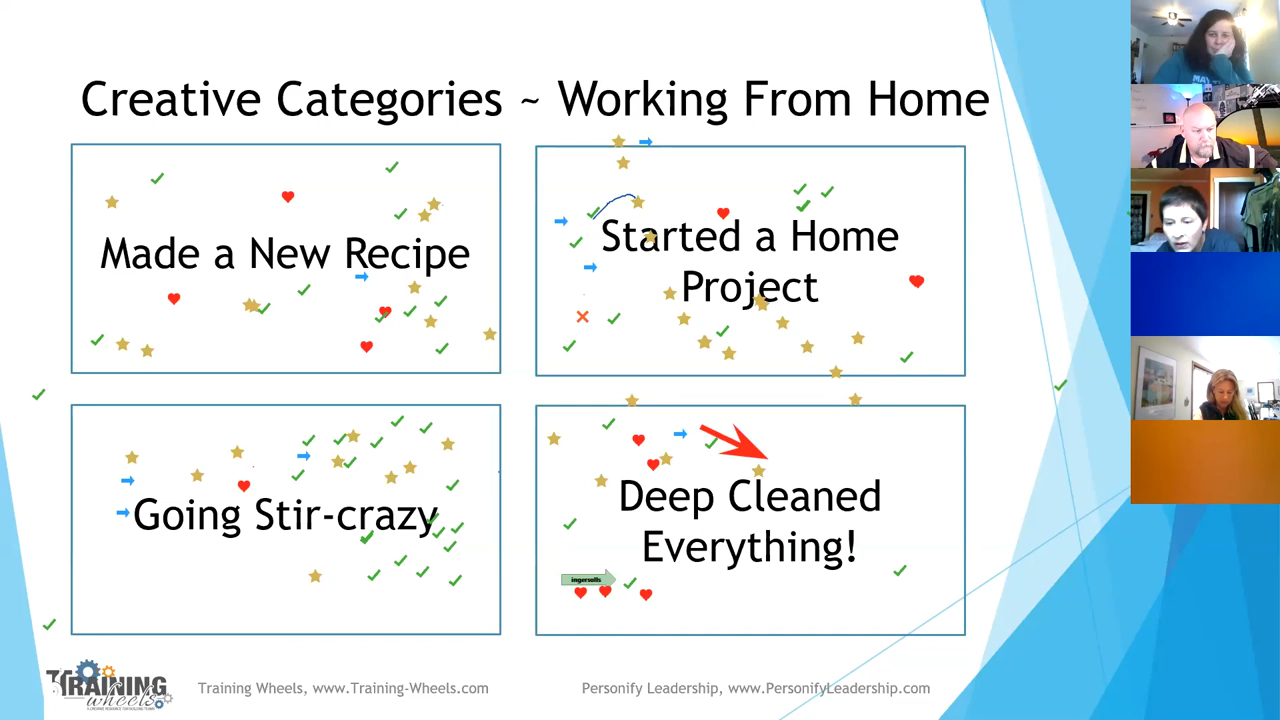 Creative Categories ~ Working From Home
Made a New Recipe
Started a Home
Project
Going Stir-crazy
Deep Cleaned
Everything!
ingersolls
TRAINING
wheels
Training Wheels, www.Training-Wheels.com
Personify Leadership, www.PersonifyLeadership.com